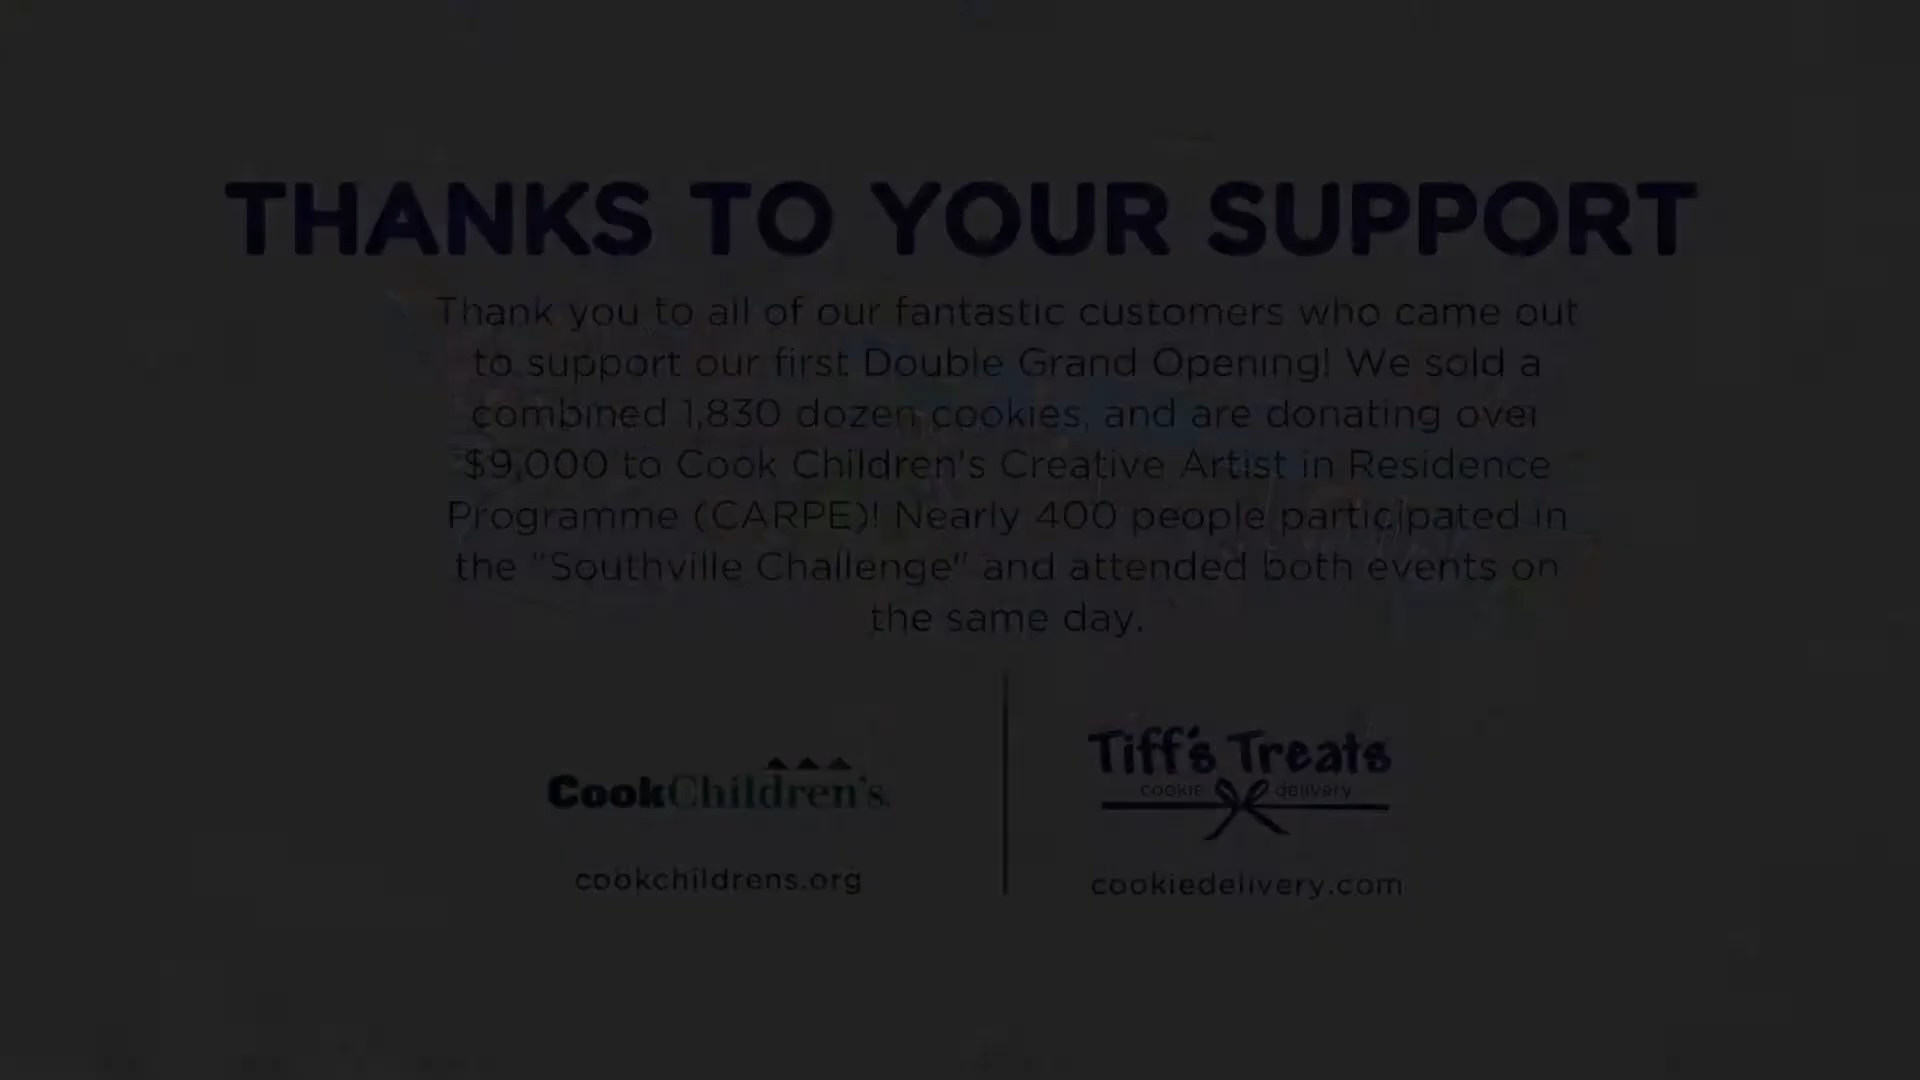 THANKS TO YOUR SUPPORT
Thank you to all of our fantastic customers who came out
to support our first Double Grand Opening! We sold a
combined 1,830 dozen cookies, and are donating over
$9,000 to Cook Children's Creative Artist in Residence
Programme (CARPE)! Nearly 400 people participated in
the "Southville Challenge" and attended both events on
the same day.
CookChildren's
cookchildrens.org
Tiff's Treats
cookie delivery
cookiedelivery.com